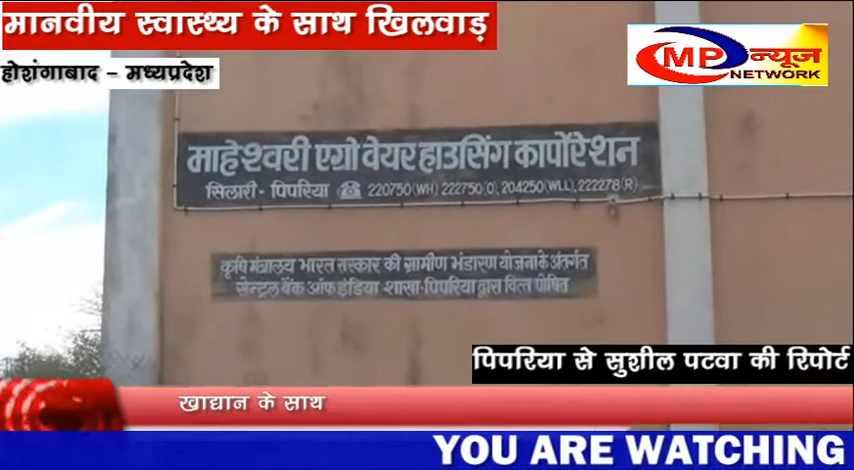 मानवीय स्वास्थ्य के साथ खिलवाड़
होशंगाबाद - मध्यप्रदेश
MP न्यूज
NETWORK
माहेश्वरी एग्रो वेयर हाउसिंग कार्पोरेशन
सिलारी - पिपरिया ☎ 220750(WH) 222750(O), 204250(WLL), 222278(R)
कृषि मंत्रालय भारत सरकार की ग्रामीण भंडारण योजना के अंतर्गत
सेन्ट्रल बैंक ऑफ इंडिया शाखा-पिपरिया द्वारा वित्त पोषित
पिपरिया से सुशील पटवा की रिपोर्ट
खाद्यान के साथ
YOU ARE WATCHING